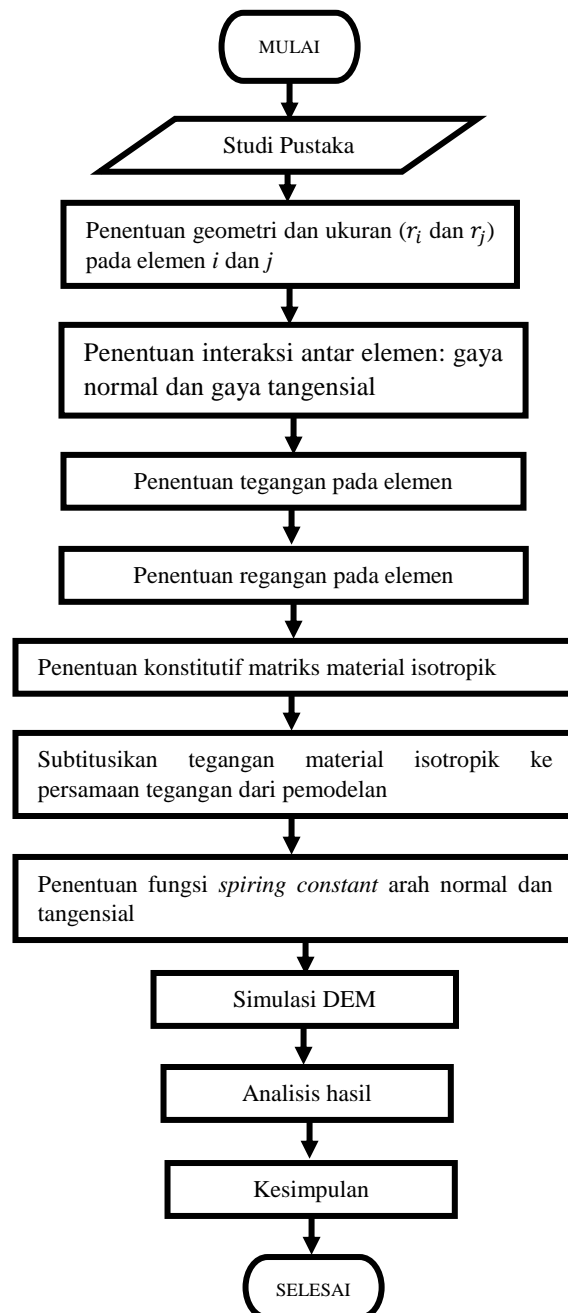 MULAI
Studi Pustaka
Penentuan geometri dan ukuran (𝑟𝑖 dan 𝑟𝑗)
pada elemen i dan j
Penentuan interaksi antar elemen: gaya
normal dan gaya tangensial
Penentuan tegangan pada elemen
Penentuan regangan pada elemen
Penentuan konstitutif matriks material isotropik
Subtitusikan tegangan material isotropik ke
persamaan tegangan dari pemodelan
Penentuan fungsi spiring constant arah normal dan
tangensial
Simulasi DEM
Analisis hasil
Kesimpulan
SELESAI